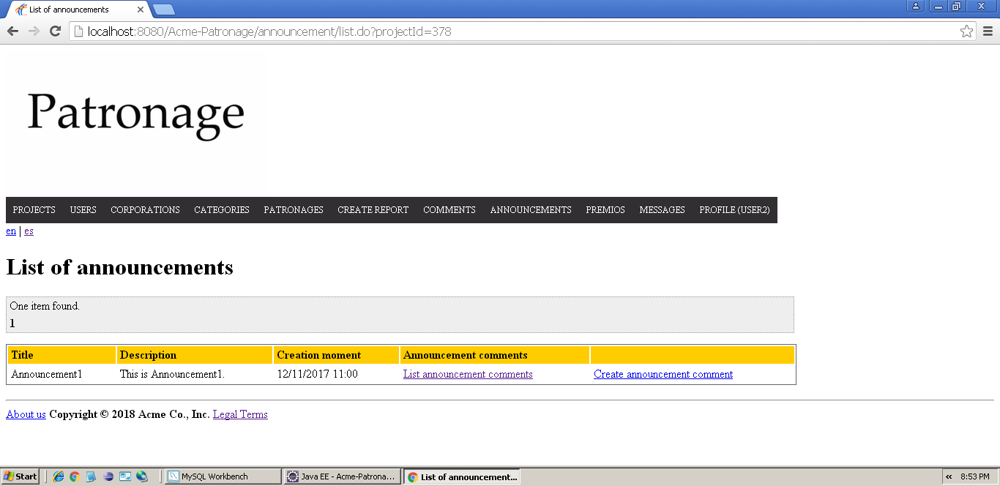 List of announcements
localhost:8080/Acme-Patronage/announcement/list.do?projectId=378
Patronage
PROJECTS USERS CORPORATIONS CATEGORIES PATRONAGES CREATE REPORT COMMENTS ANNOUNCEMENTS PREMIOS MESSAGES PROFILE (USER2)
en | es
List of announcements
One item found.
1
Title Description Creation moment Announcement comments
Announcement1 This is Announcement1. 12/11/2017 11:00 List announcement comments Create announcement comment
About us Copyright © 2018 Acme Co., Inc. Legal Terms
Start MySQL Workbench Java EE - Acme-Patrona... List of announcement... « 8:53 PM